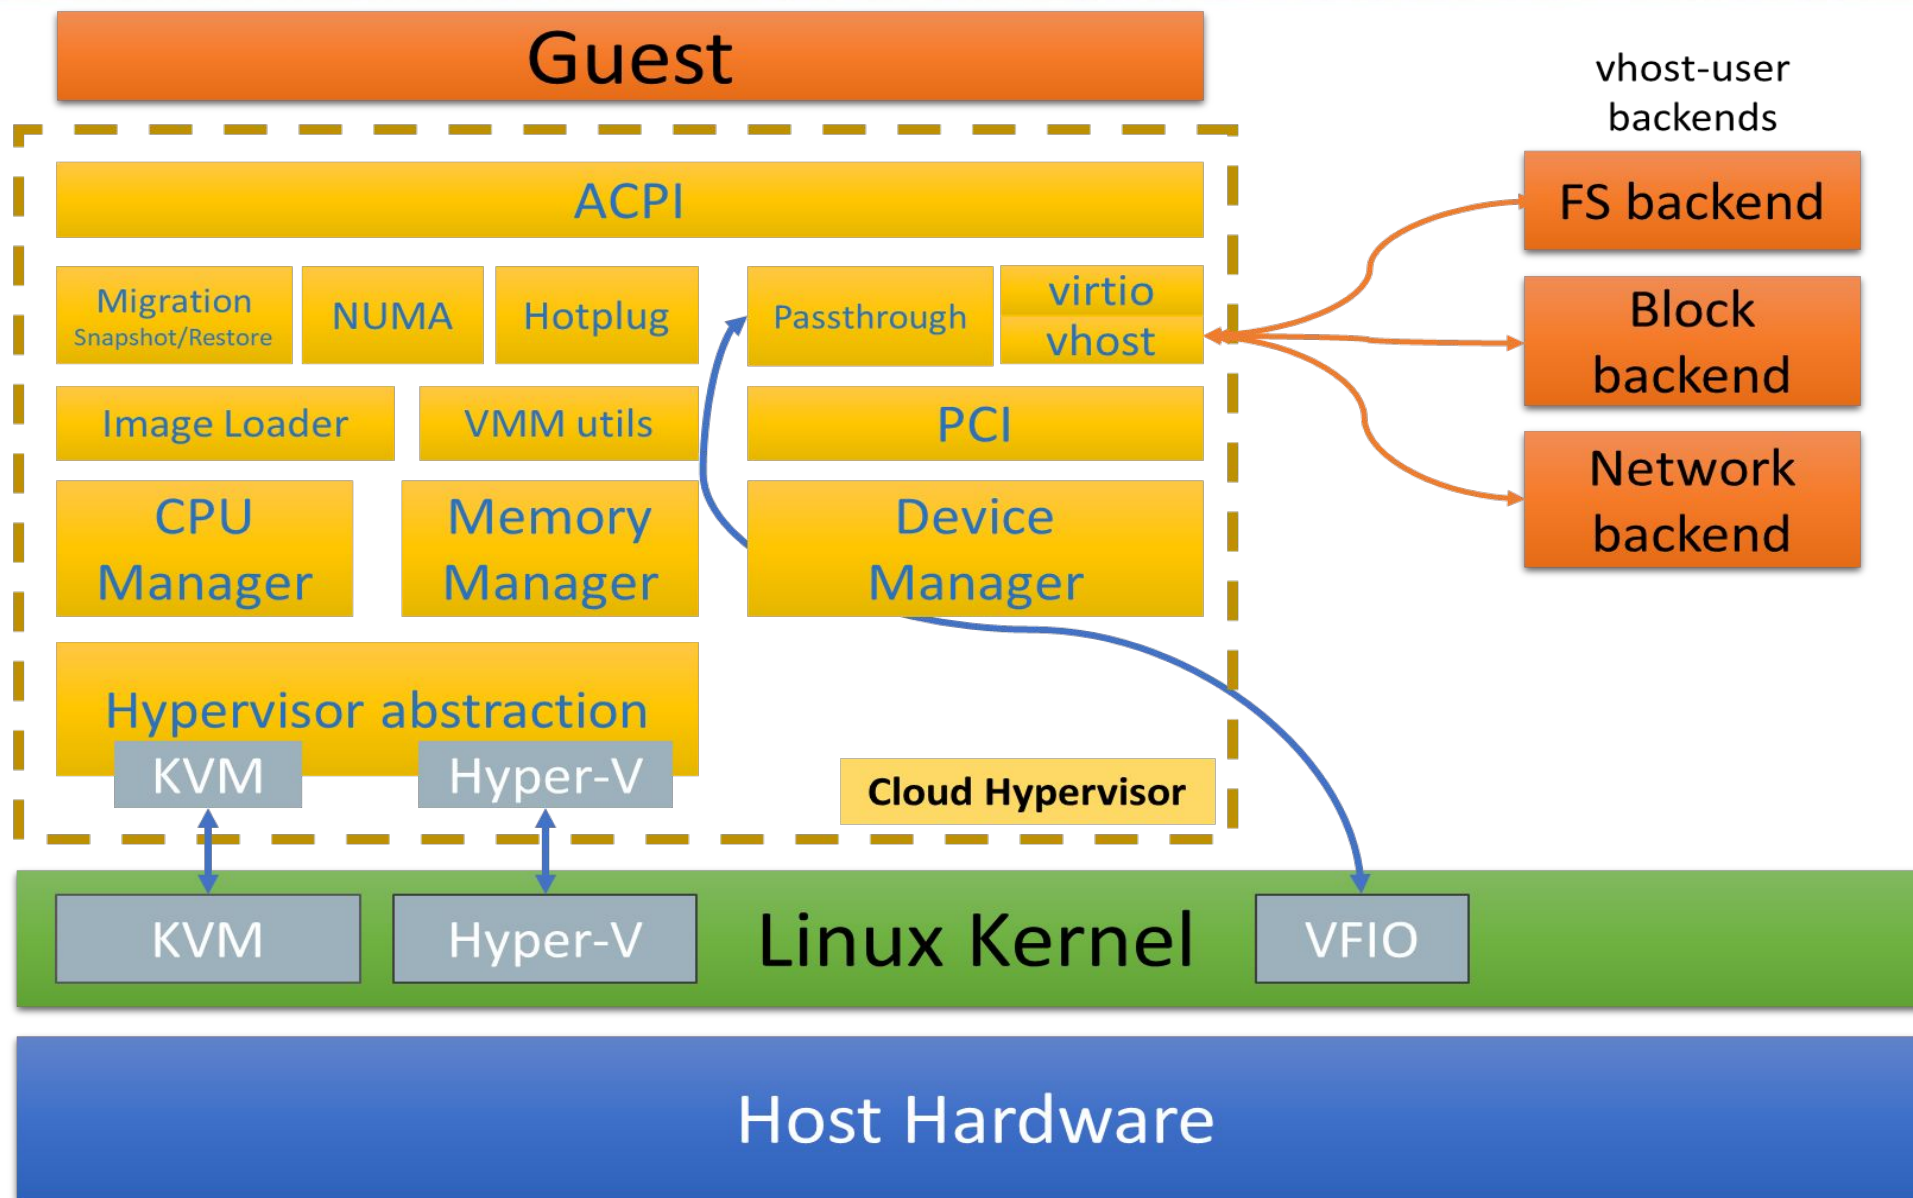 Guest
vhost-user
backends
ACPI
FS backend
Migration
Snapshot/Restore
NUMA
Hotplug
Passthrough
virtio
vhost
Block
backend
Image Loader
VMM utils
PCI
Network
backend
CPU
Manager
Memory
Manager
Device
Manager
Hypervisor abstraction
KVM
Hyper-V
Cloud Hypervisor
KVM
Hyper-V
Linux Kernel
VFIO
Host Hardware